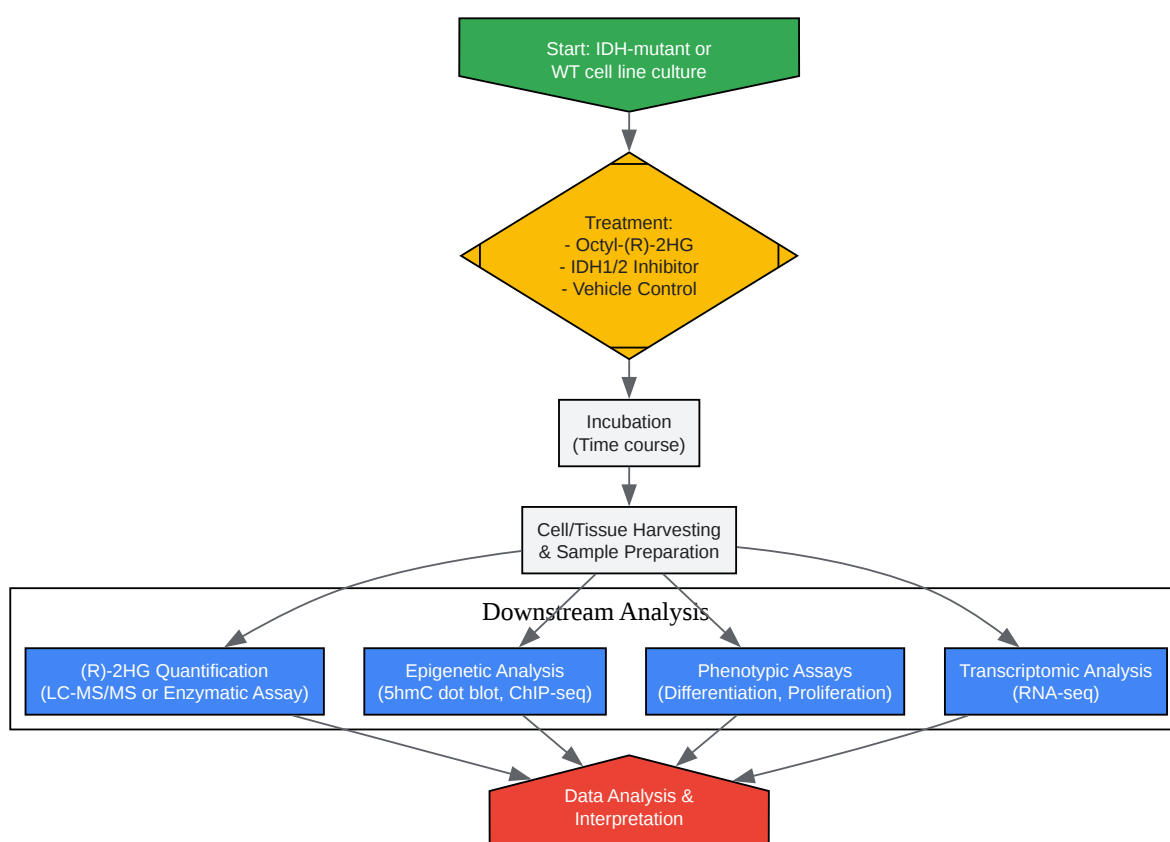 Start: IDH-mutant or
WT cell line culture
Treatment:
- Octyl-(R)-2HG
- IDH1/2 Inhibitor
- Vehicle Control
Incubation
(Time course)
Cell/Tissue Harvesting
& Sample Preparation
Downstream Analysis
(R)-2HG Quantification
(LC-MS/MS or Enzymatic Assay)
Epigenetic Analysis
(5hmC dot blot, ChIP-seq)
Phenotypic Assays
(Differentiation, Proliferation)
Transcriptomic Analysis
(RNA-seq)
Data Analysis &
Interpretation